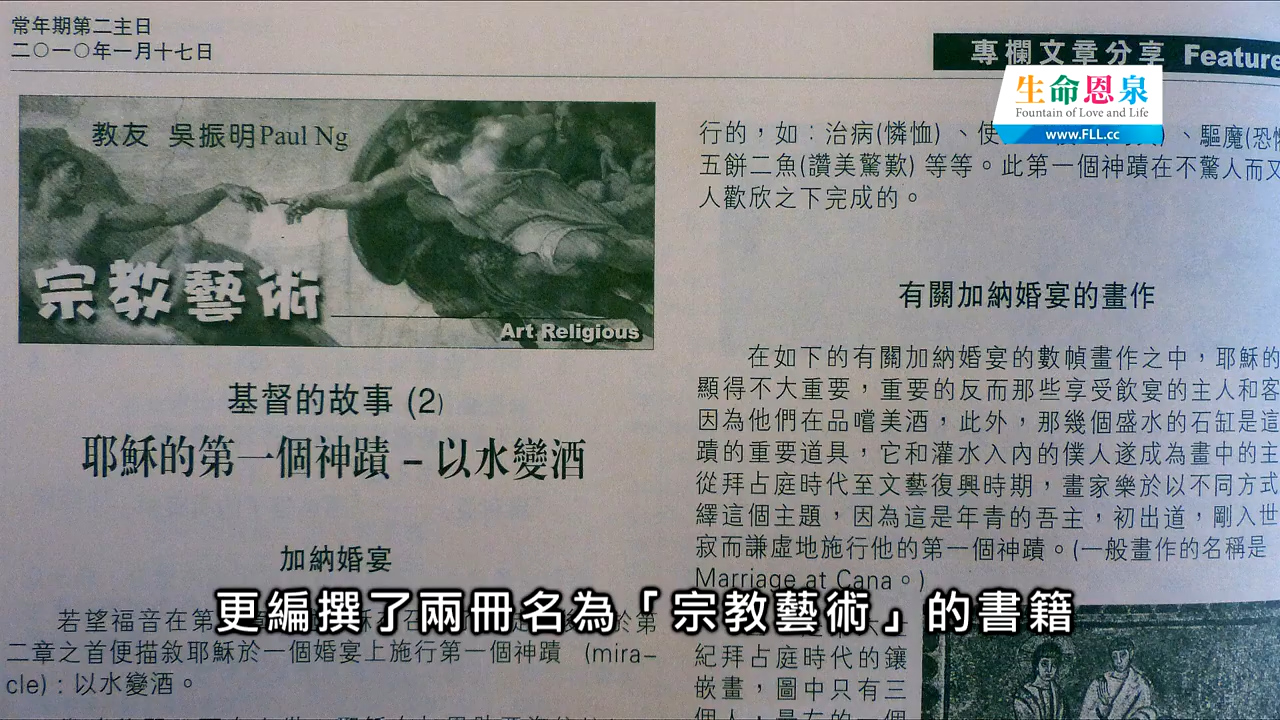 常年期第二主日
二○一○年一月十七日
專欄文章分享 Feature
生命恩泉
Fountain of Love and Life
www.FLL.cc
教友 吳振明 Paul Ng
宗教藝術
Art Religious
基督的故事 (2)
耶穌的第一個神蹟 – 以水變酒
加納婚宴
若望福音在第
二章之首便描敘耶穌於一個婚宴上施行第一個神蹟 (mira–
cle)：以水變酒。
行的，如：治病(憐恤)、使、驅魔(恐
五餅二魚(讚美驚歎) 等等。此第一個神蹟在不驚人而又
人歡欣之下完成的。
有關加納婚宴的畫作
在如下的有關加納婚宴的數幀畫作之中，耶穌的
顯得不大重要，重要的反而那些享受飲宴的主人和客
因為他們在品嚐美酒，此外，那幾個盛水的石缸是這
蹟的重要道具，它和灌水入內的僕人遂成為畫中的主
從拜占庭時代至文藝復興時期，畫家樂於以不同方式
繹這個主題，因為這是年青的吾主，初出道，剛入世
寂而謙虛地施行他的第一個神蹟。(一般畫作的名稱是
Marriage at Cana。)
紀拜占庭時代的鑲
嵌畫，圖中只有三
更編撰了兩冊名為「宗教藝術」的書籍